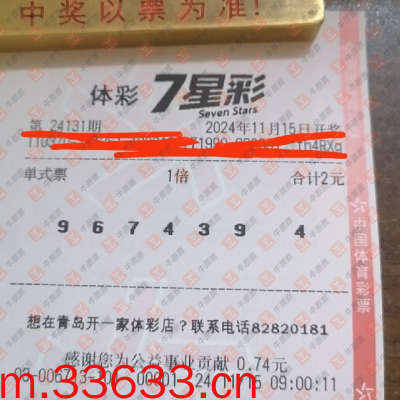 中奖以票为准!
体彩 7星彩
Seven Stars
第 24131期 2024年11月15日开奖
单式票 1倍 合计2元
9 6 7 4 3 9 4
想在青岛开一家体彩店？联系电话82820181
感谢您为公益事业贡献 0.74元
24 11 15 09:00:11
m.33633.cn
中国体育彩票